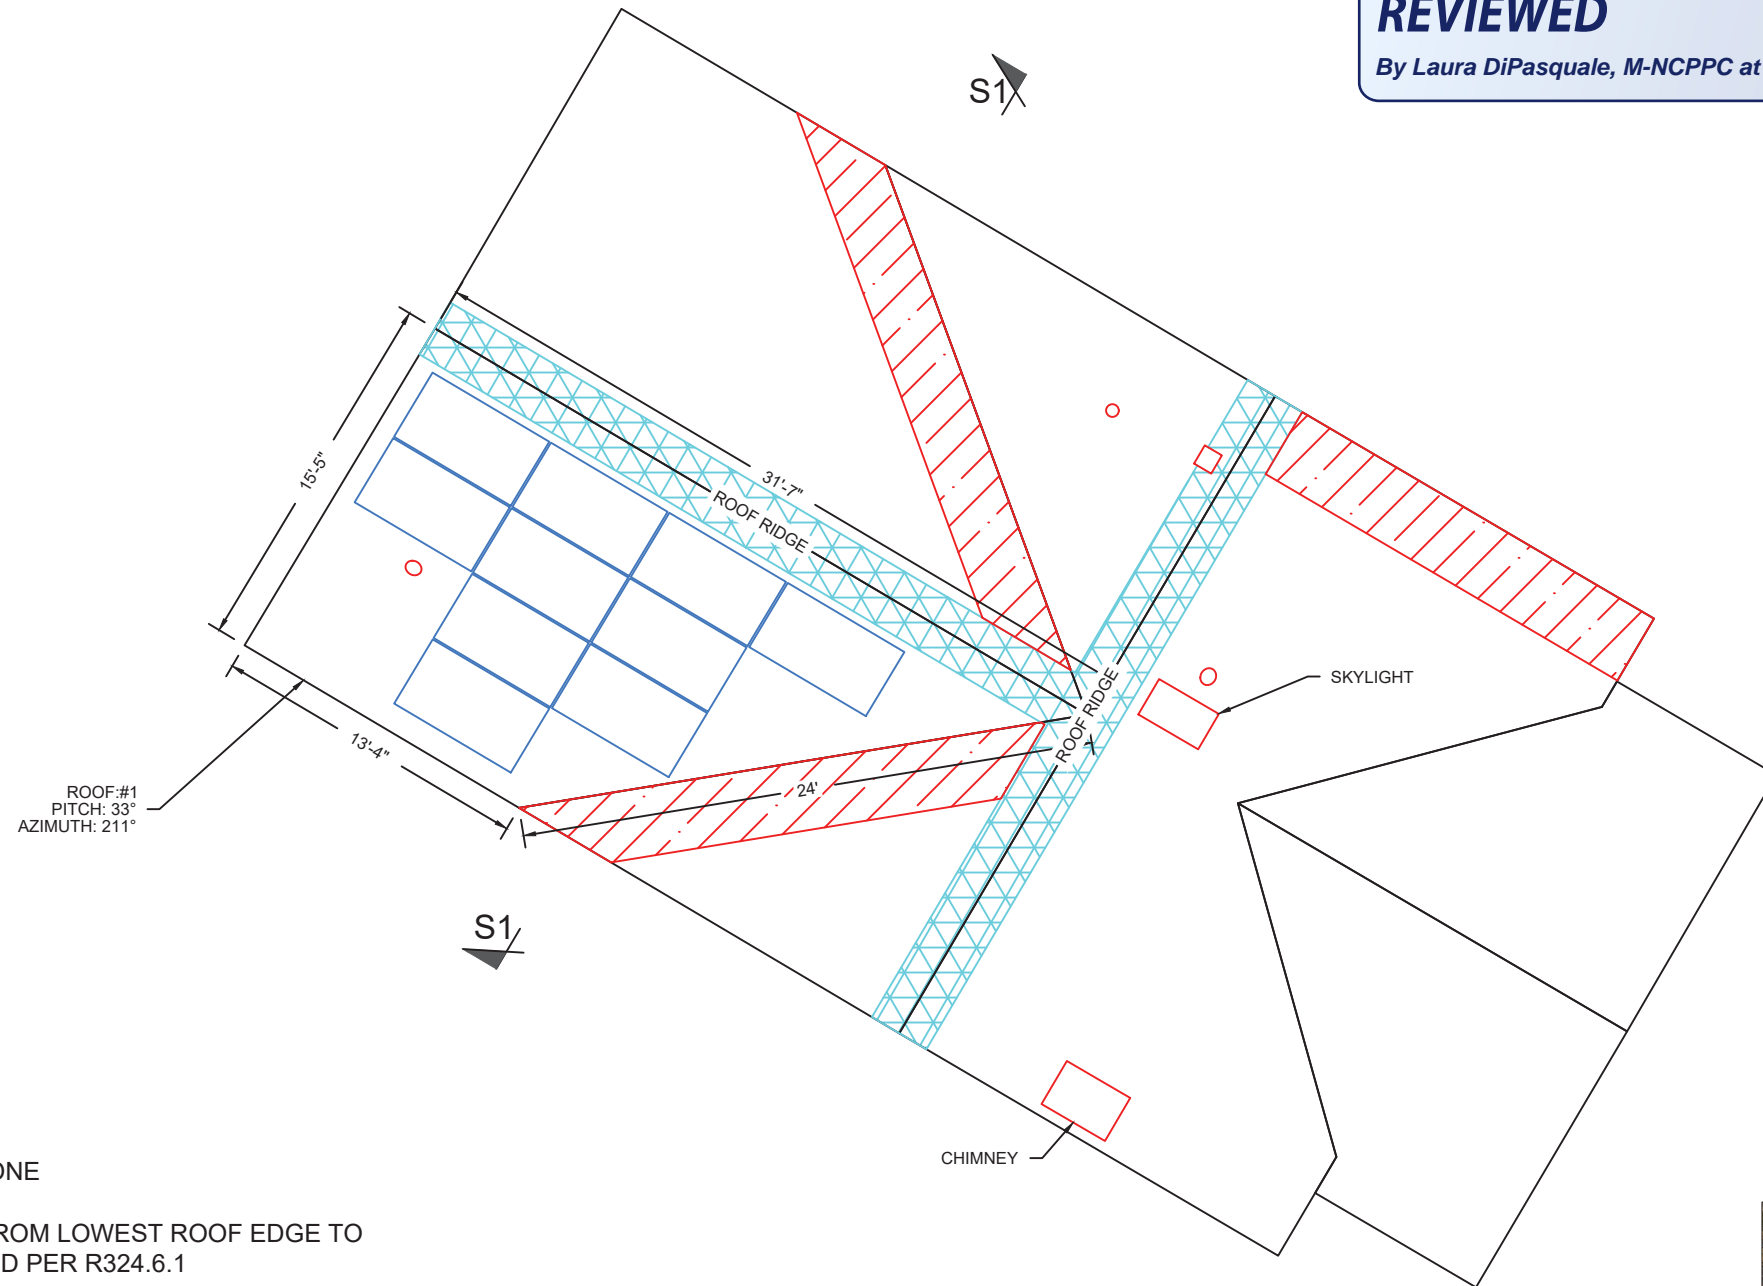 REVIEWED
By Laura DiPasquale, M-NCPPC at
S1
15'-5"
31'-7"
ROOF RIDGE
ROOF RIDGE
SKYLIGHT
13'-4"
24'
ROOF:#1
PITCH: 33°
AZIMUTH: 211°
S1
CHIMNEY
ROM LOWEST ROOF EDGE TO
D PER R324.6.1